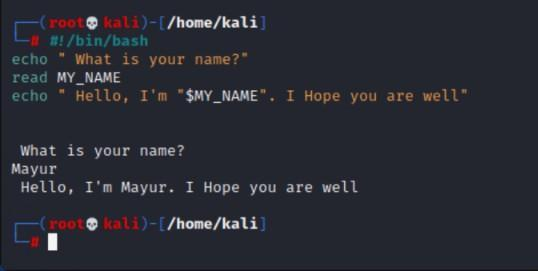 ┌──(root💀kali)-[/home/kali]
└─# #!/bin/bash
echo " What is your name?"
read MY_NAME
echo " Hello, I'm "$MY_NAME". I Hope you are well"
 What is your name?
Mayur
 Hello, I'm Mayur. I Hope you are well
┌──(root💀kali)-[/home/kali]
└─#